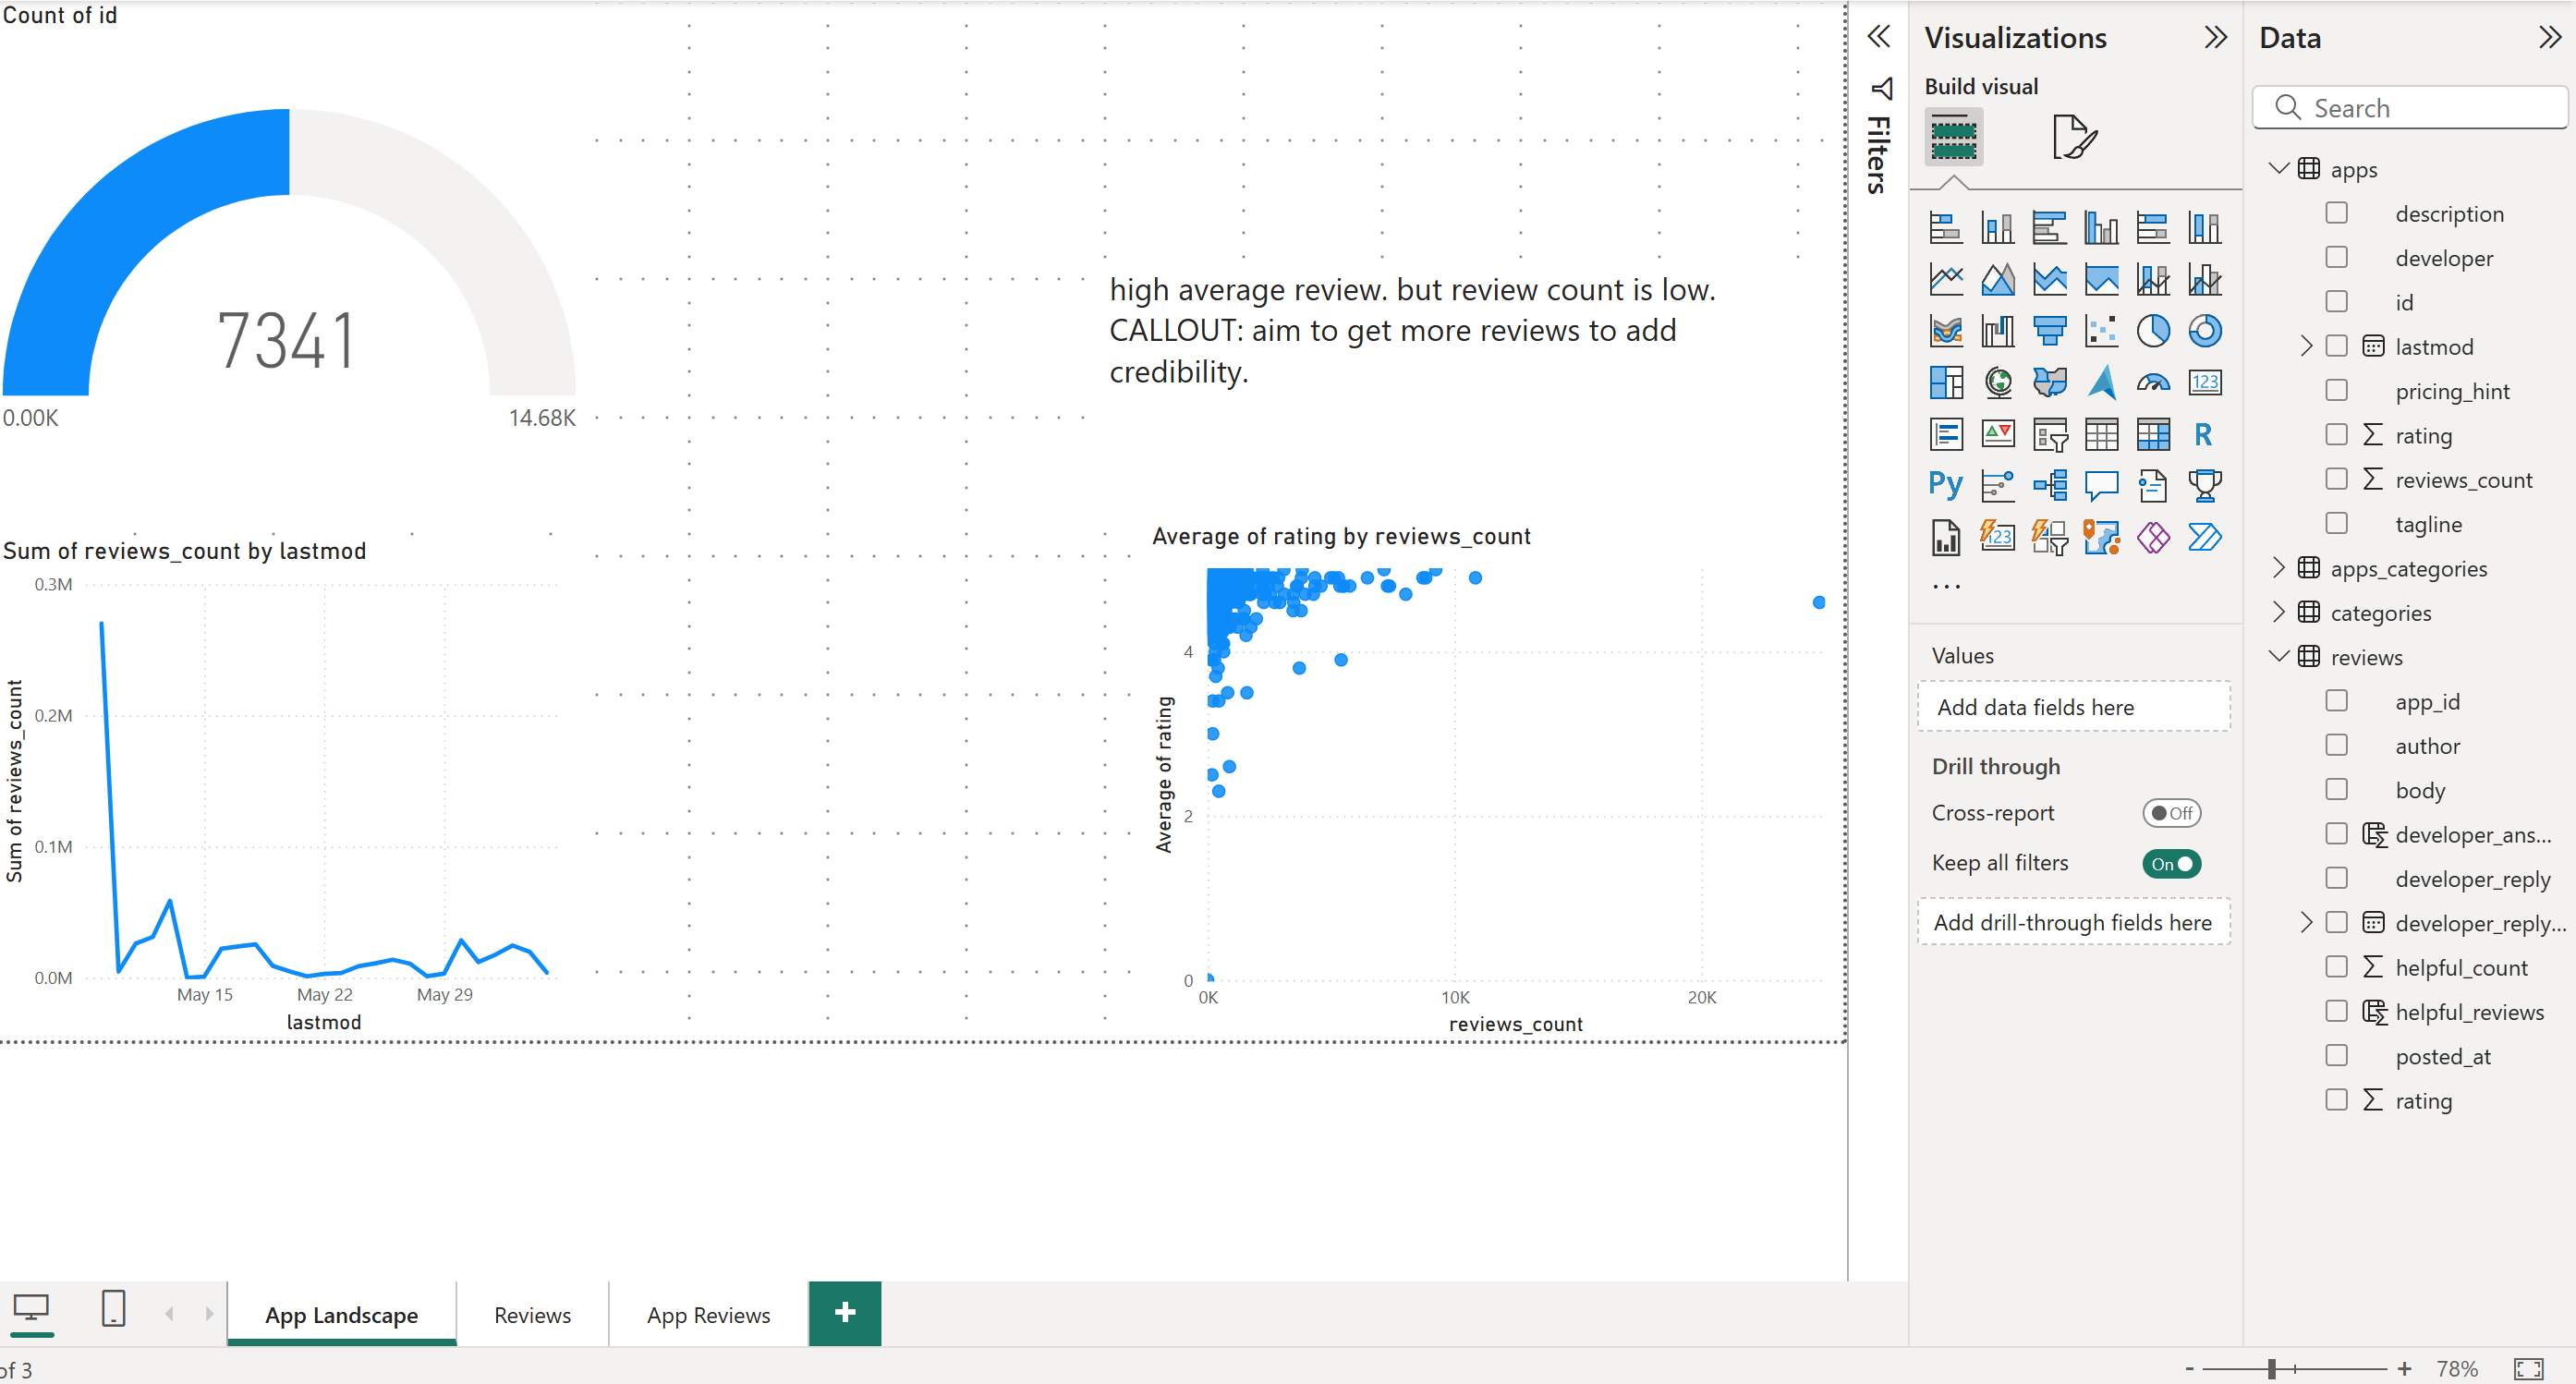 Count of id
7341
0.00K
14.68K
high average review. but review count is low.
CALLOUT: aim to get more reviews to add
credibility.
Sum of reviews_count by lastmod
0.3M
0.2M
0.1M
0.0M
Sum of reviews_count
May 15
May 22
May 29
lastmod
Average of rating by reviews_count
4
2
0
Average of rating
0K
10K
20K
reviews_count
Filters
Visualizations
Build visual
123
R
Py
123
...
Values
Add data fields here
Drill through
Cross-report
Off
Keep all filters
On
Add drill-through fields here
Data
Search
apps
description
developer
id
lastmod
pricing_hint
rating
reviews_count
tagline
apps_categories
categories
reviews
app_id
author
body
developer_ans...
developer_reply
developer_reply...
helpful_count
helpful_reviews
posted_at
rating
App Landscape
Reviews
App Reviews
+
of 3
-
+
78%